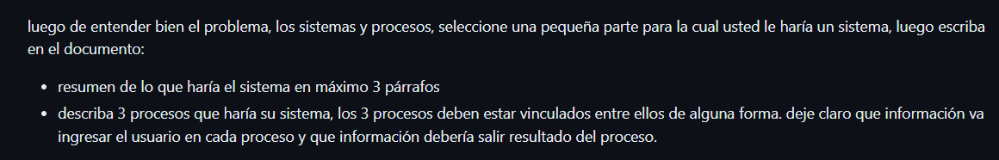 luego de entender bien el problema, los sistemas y procesos, seleccione una pequeña parte para la cual usted le haría un sistema, luego escriba
en el documento:
• resumen de lo que haría el sistema en máximo 3 párrafos
• describa 3 procesos que haría su sistema, los 3 procesos deben estar vinculados entre ellos de alguna forma. deje claro que información va
ingresar el usuario en cada proceso y que información debería salir resultado del proceso.